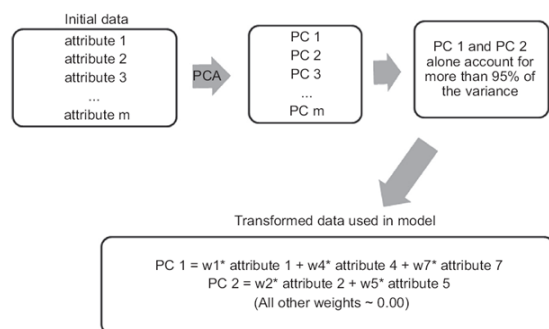 Initial data
attribute 1
attribute 2
attribute 3
...
attribute m
PCA
PC 1
PC 2
PC 3
...
PC m
PC 1 and PC 2
alone account for
more than 95% of
the variance
Transformed data used in model
PC 1 = w1* attribute 1 + w4* attribute 4 + w7* attribute 7
PC 2 = w2* attribute 2 + w5* attribute 5
(All other weights ~ 0.00)